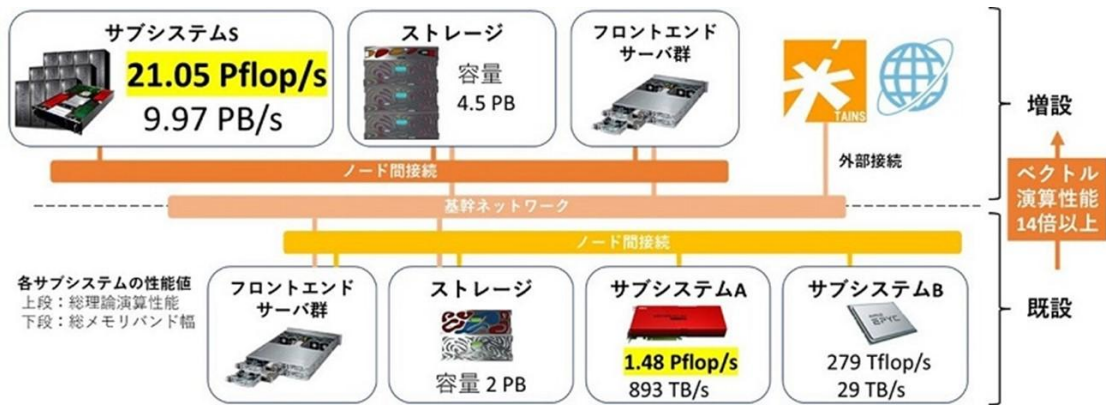 サブシステムS
21.05 Pflop/s
9.97 PB/s
ストレージ
容量
4.5 PB
フロントエンド
サーバ群
TAINS
外部接続
増設
ノード間接続
基幹ネットワーク
ベクトル
演算性能
14倍以上
ノード間接続
各サブシステムの性能値
上段：総理論演算性能
下段：総メモリバンド幅
フロントエンド
サーバ群
ストレージ
容量 2 PB
サブシステムA
1.48 Pflop/s
893 TB/s
サブシステムB
EPYC
279 Tflop/s
29 TB/s
既設